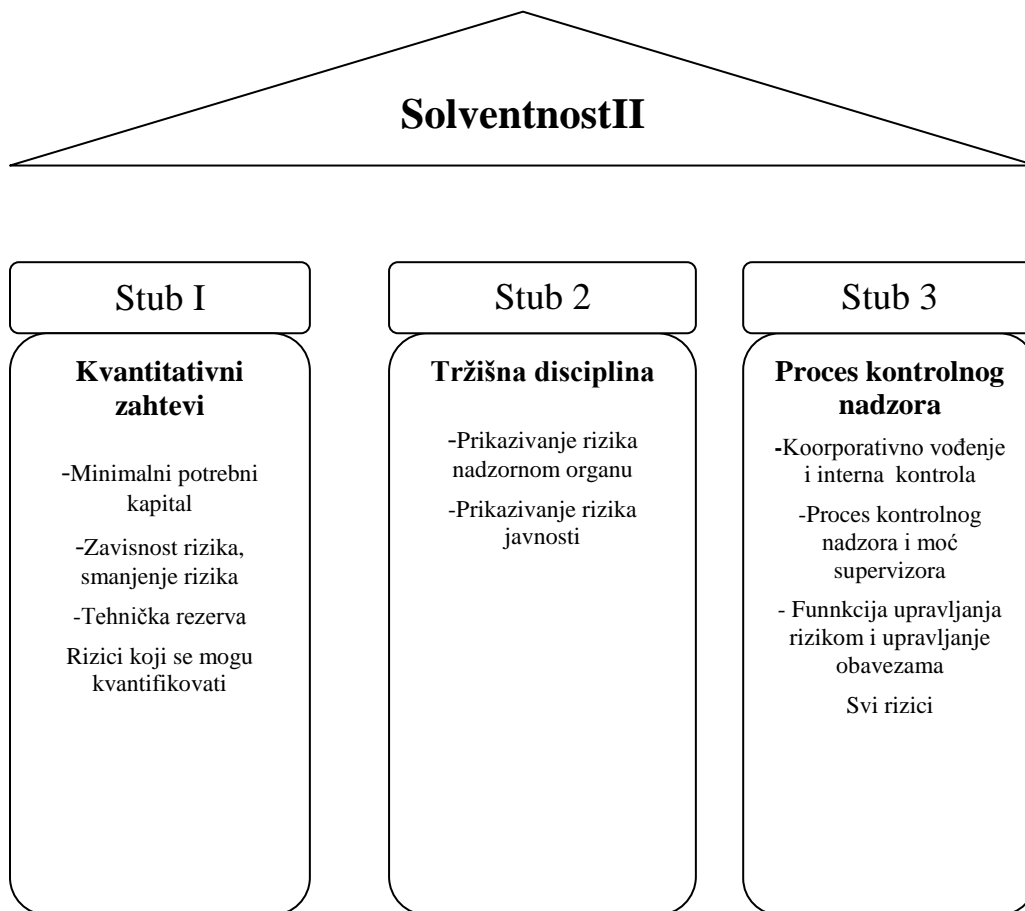 SolventnostII
Stub I
Kvantitativni
zahtevi
-Minimalni potrebni
kapital
-Zavisnost rizika,
smanjenje rizika
-Tehnička rezerva
Rizici koji se mogu
kvantifikovati
Stub 2
Tržišna disciplina
-Prikazivanje rizika
nadzornom organu
-Prikazivanje rizika
javnosti
Stub 3
Proces kontrolnog
nadzora
-Koorporativno vođenje
i interna  kontrola
-Proces kontrolnog
nadzora i moć
supervizora
- Funnkcija upravljanja
rizikom i upravljanje
obavezama
Svi rizici